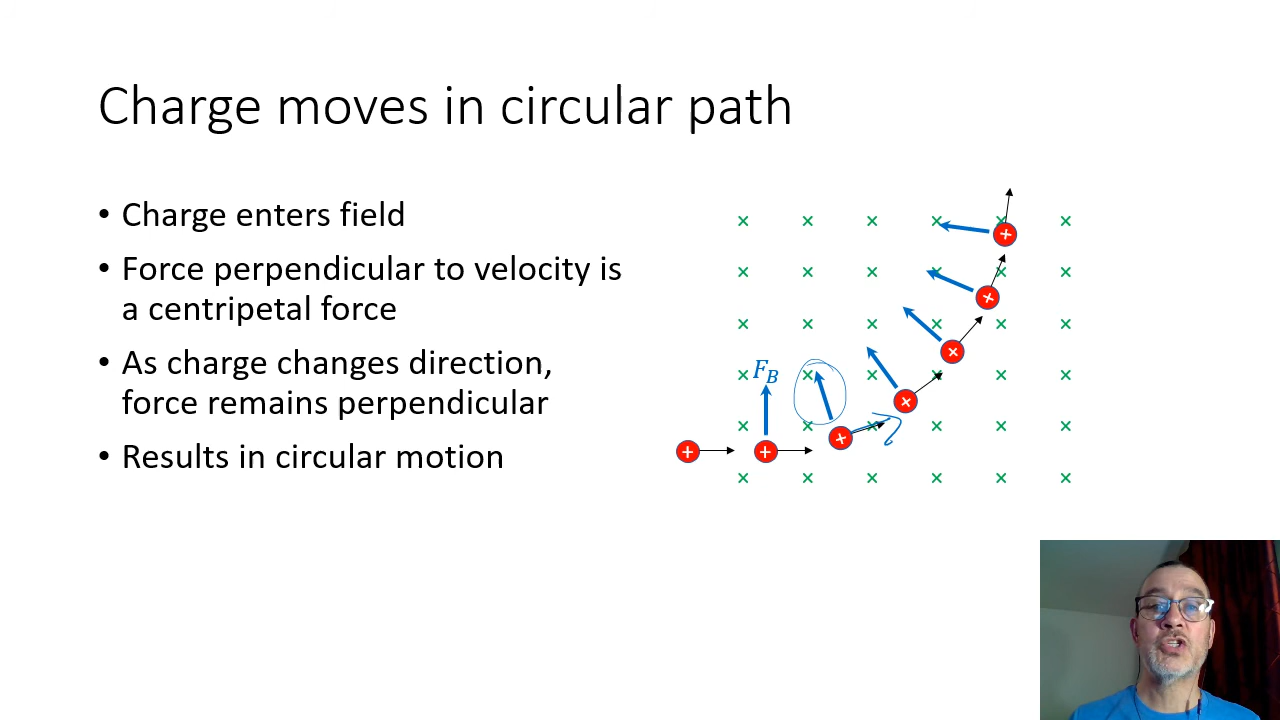 Charge moves in circular path
• Charge enters field
• Force perpendicular to velocity is
a centripetal force
• As charge changes direction,
force remains perpendicular
• Results in circular motion
× × × × × ×
× × × × × ×
× × × × × ×
F_B
× × × × × ×
× × × × × ×
× × × × × ×
+ + + + + + +